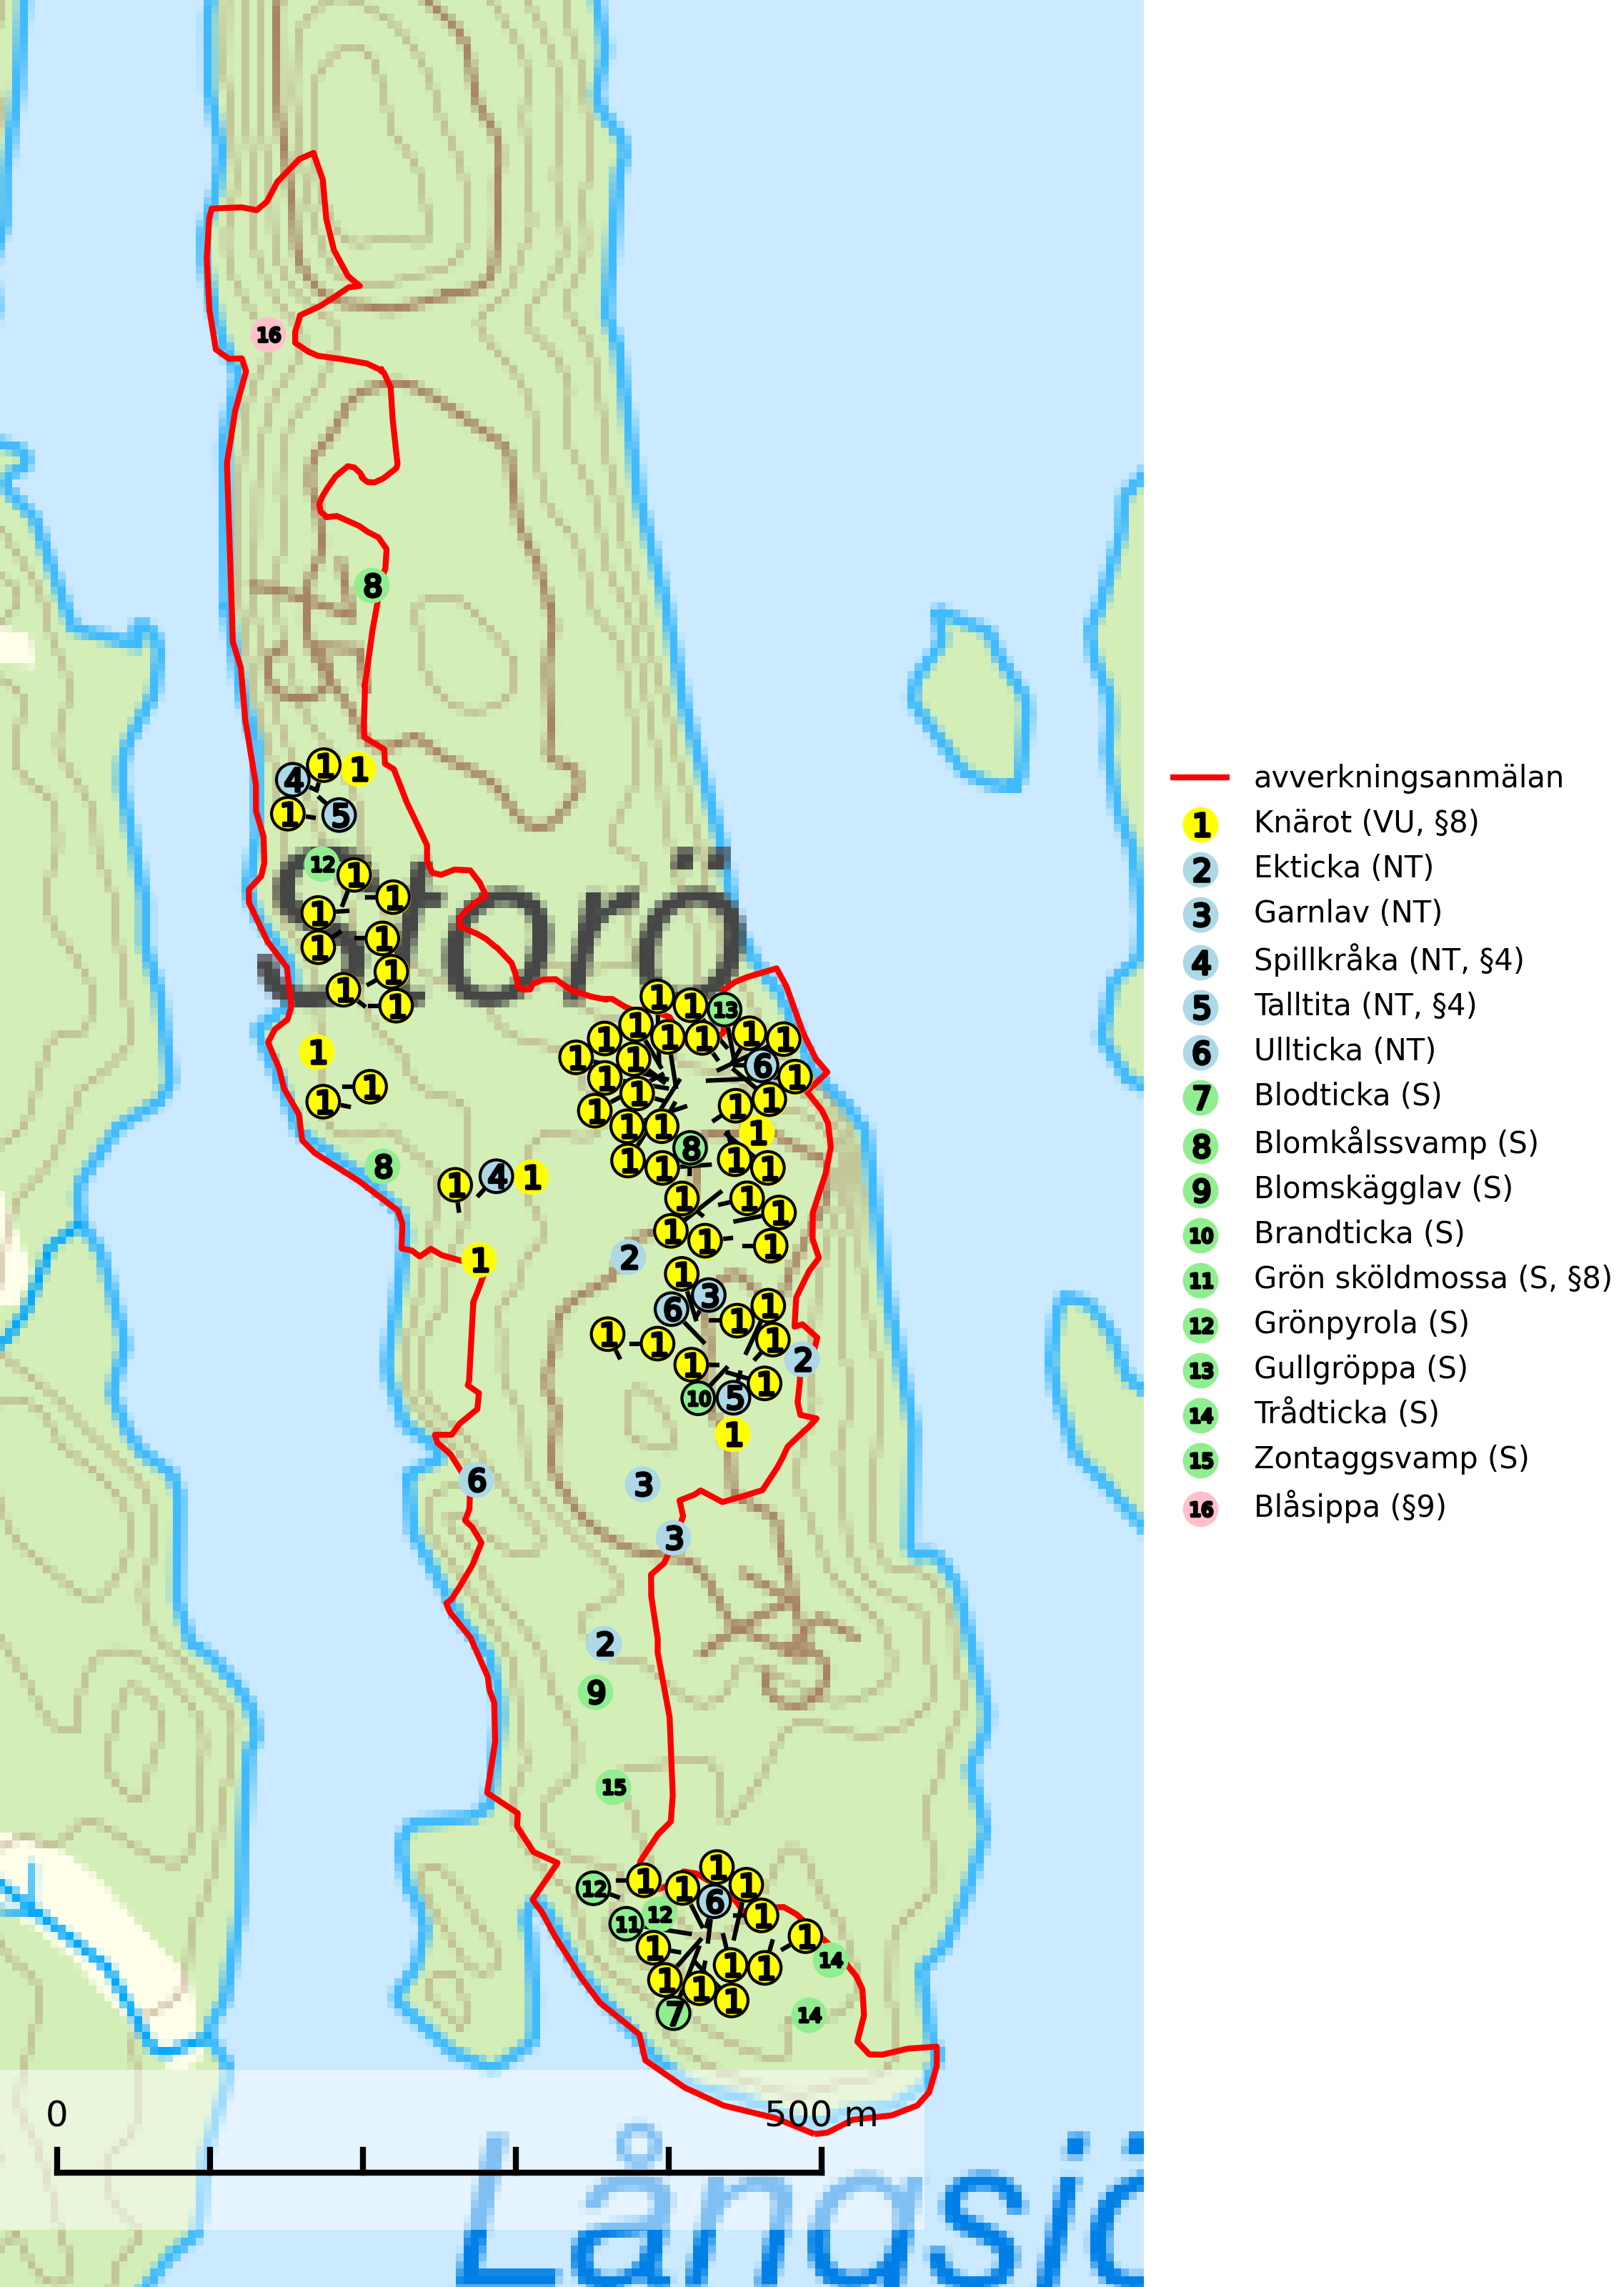 16
8
4 1 1
1 5
12 1
1 1
1 1
1
1 1
1
1 1
8
1 4 1
1
Storö
1 1 13
1 1 1 1 1 1
1 1 6 1
1 1 1 1
1 1 1 1
8 1
1 1 1 1
1 1 1
1 1 1
2
1
6 3 1
1 1 1 1
1 2
10 5 1
1
6 3
3
2
9
15
1
12 1 1 6 1
11 12 1
1 1
1 1 14
1 1 1
7 14
0 500 m
Långsjö
avverkningsanmälan
1 Knärot (VU, §8)
2 Ekticka (NT)
3 Garnlav (NT)
4 Spillkråka (NT, §4)
5 Talltita (NT, §4)
6 Ullticka (NT)
7 Blodticka (S)
8 Blomkålssvamp (S)
9 Blomskägglav (S)
10 Brandticka (S)
11 Grön sköldmossa (S, §8)
12 Grönpyrola (S)
13 Gullgröppa (S)
14 Trådticka (S)
15 Zontaggsvamp (S)
16 Blåsippa (§9)